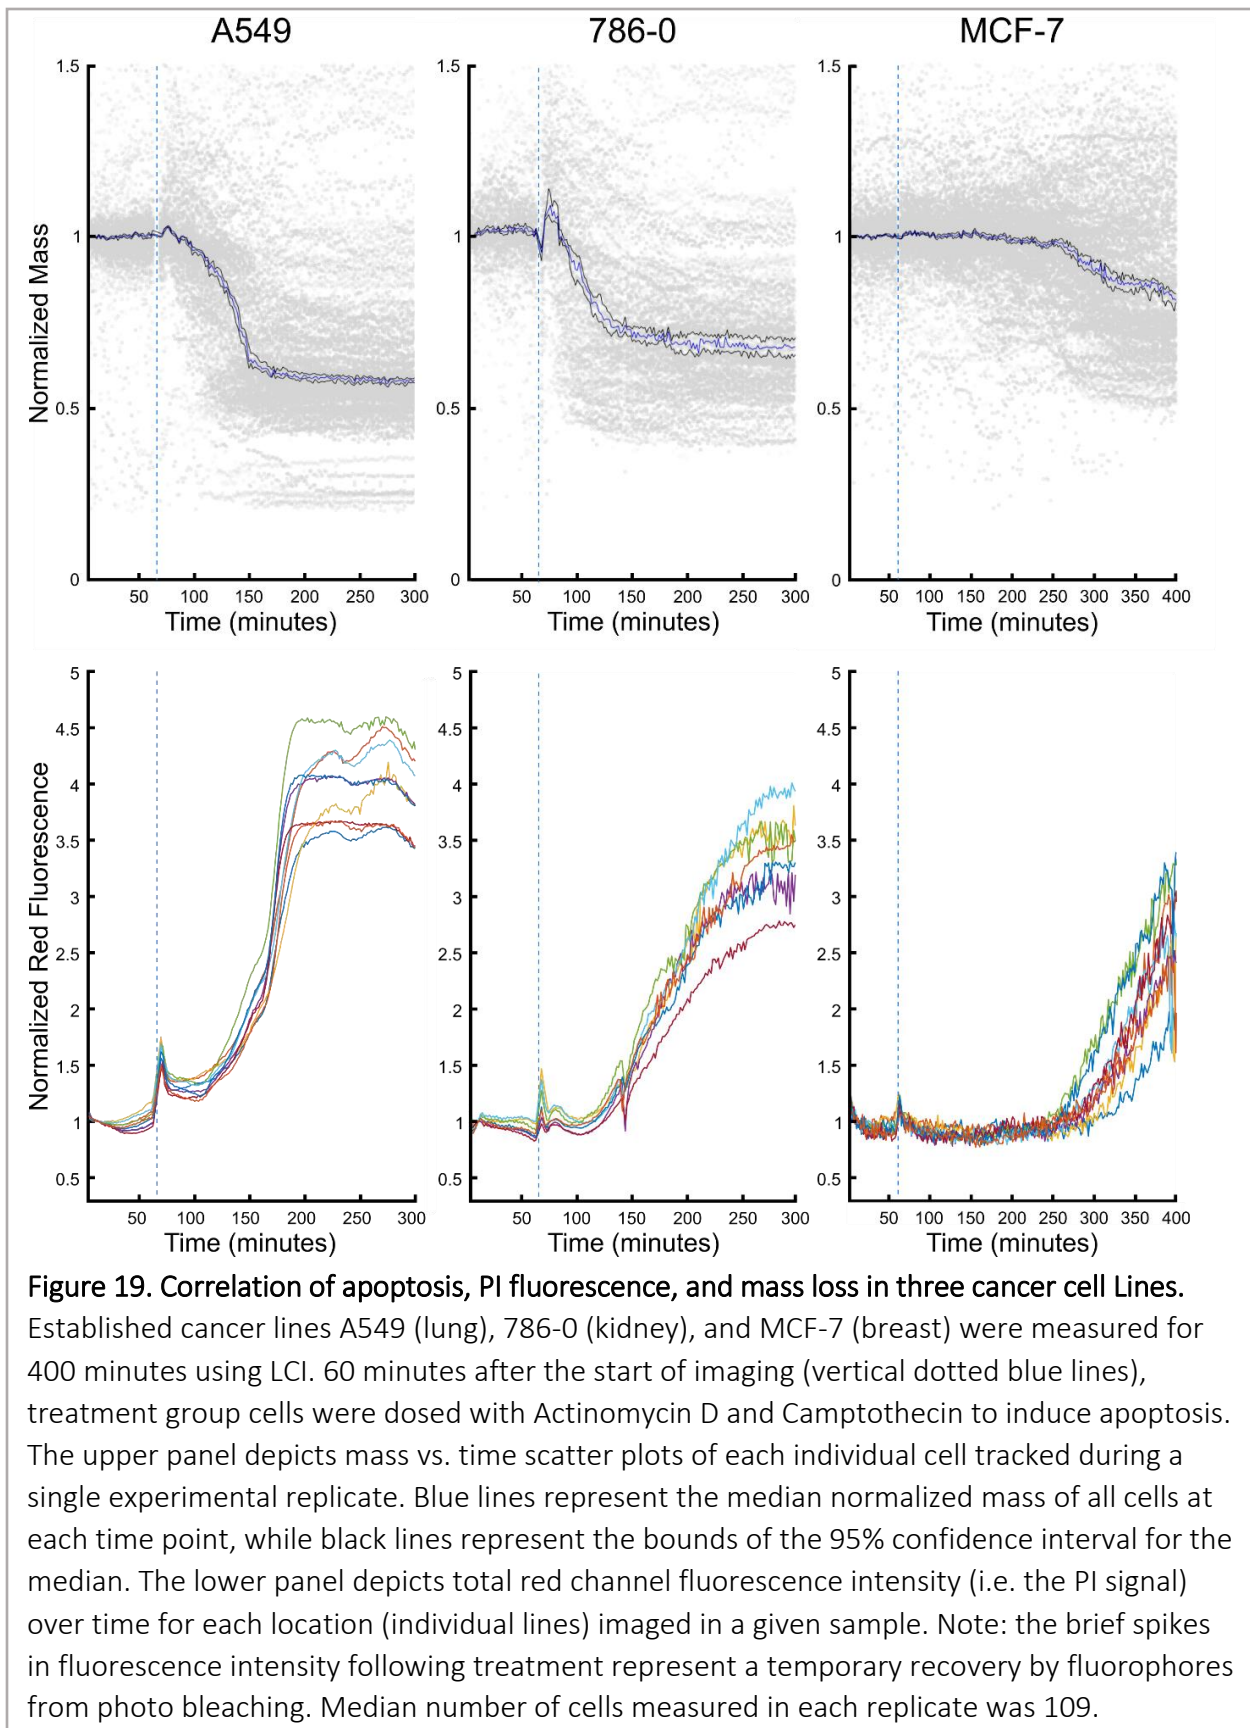 A549
786-0
MCF-7
Normalized Mass
1.5
1
0.5
0
50 100 150 200 250 300
Time (minutes)
1.5
1
0.5
0
50 100 150 200 250 300
Time (minutes)
1.5
1
0.5
0
50 100 150 200 250 300 350 400
Time (minutes)
Normalized Red Fluorescence
5
4.5
4
3.5
3
2.5
2
1.5
1
0.5
50 100 150 200 250 300
Time (minutes)
5
4.5
4
3.5
3
2.5
2
1.5
1
0.5
50 100 150 200 250 300
Time (minutes)
5
4.5
4
3.5
3
2.5
2
1.5
1
0.5
50 100 150 200 250 300 350 400
Time (minutes)
Figure 19. Correlation of apoptosis, PI fluorescence, and mass loss in three cancer cell Lines.
Established cancer lines A549 (lung), 786-0 (kidney), and MCF-7 (breast) were measured for
400 minutes using LCI. 60 minutes after the start of imaging (vertical dotted blue lines),
treatment group cells were dosed with Actinomycin D and Camptothecin to induce apoptosis.
The upper panel depicts mass vs. time scatter plots of each individual cell tracked during a
single experimental replicate. Blue lines represent the median normalized mass of all cells at
each time point, while black lines represent the bounds of the 95% confidence interval for the
median. The lower panel depicts total red channel fluorescence intensity (i.e. the PI signal)
over time for each location (individual lines) imaged in a given sample. Note: the brief spikes
in fluorescence intensity following treatment represent a temporary recovery by fluorophores
from photo bleaching. Median number of cells measured in each replicate was 109.